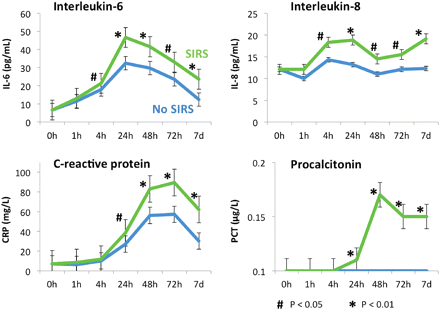 Interleukin-6
IL-6 (pg/mL)
60
50
40
30
20
10
0
SIRS
No SIRS
# * * # *
0h 1h 4h 24h 48h 72h 7d
Interleukin-8
IL-8 (pg/mL)
25
20
15
10
5
0
# * # # *
0h 1h 4h 24h 48h 72h 7d
C-reactive protein
CRP (mg/L)
100
80
60
40
20
0
# * * *
0h 1h 4h 24h 48h 72h 7d
Procalcitonin
PCT (µg/L)
0.2
0.15
0.1
* * * *
0h 1h 4h 24h 48h 72h 7d
# P < 0.05 * P < 0.01